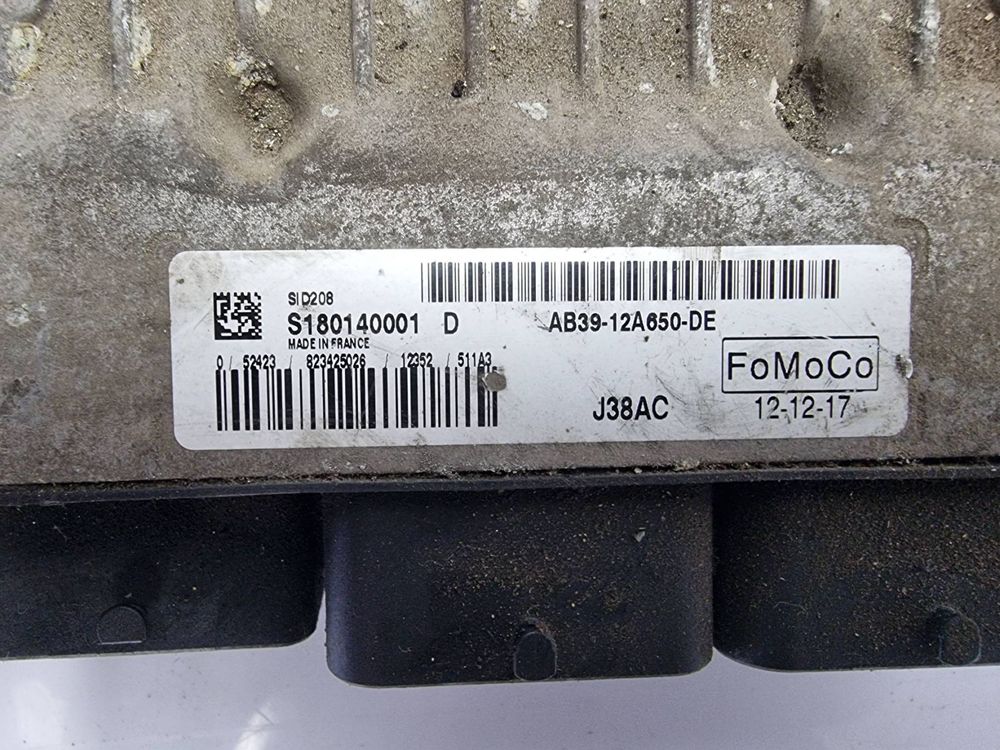 SID208
S180140001 D
AB39-12A650-DE
MADE IN FRANCE
0 / 52423 / 823425026 / 12352 / 511A3
FoMoCo
J38AC
12-12-17